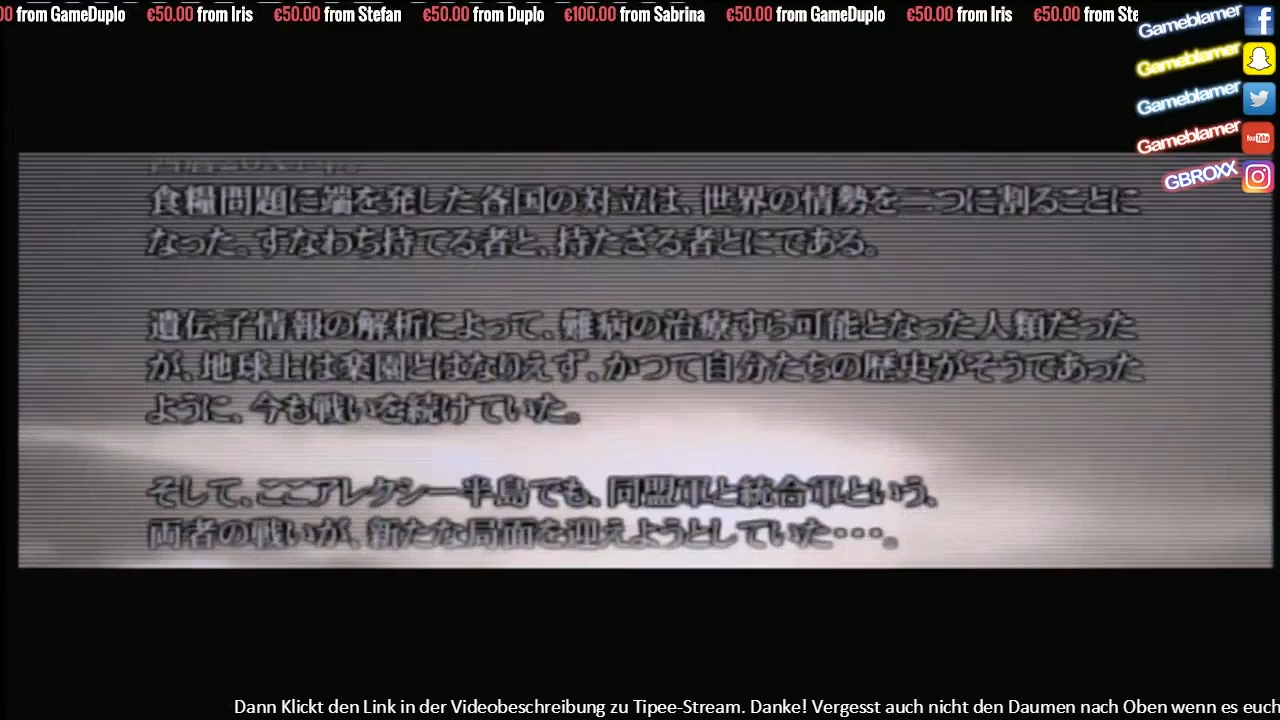 00 from GameDuplo €50.00 from Iris €50.00 from Stefan €50.00 from Duplo €100.00 from Sabrina €50.00 from GameDuplo €50.00 from Iris €50.00 from Ste
Gameblamer
Gameblamer
Gameblamer
Gameblamer
YouTube
GBROXX
食糧問題に端を発した各国の対立は、世界の情勢を二つに割ることに
なった。すなわち持てる者と、持たざる者とにである。
遺伝子情報の解析によって、難病の治療すら可能となった人類だった
が、地球上は楽園とはなりえず、かつて自分たちの歴史がそうであった
ように、今も戦いを続けていた。
そして、ここアレクシー半島でも、同盟軍と統合軍という、
両者の戦いが、新たな局面を迎えようとしていた・・・。
Dann Klickt den Link in der Videobeschreibung zu Tipee-Stream. Danke! Vergesst auch nicht den Daumen nach Oben wenn es euch